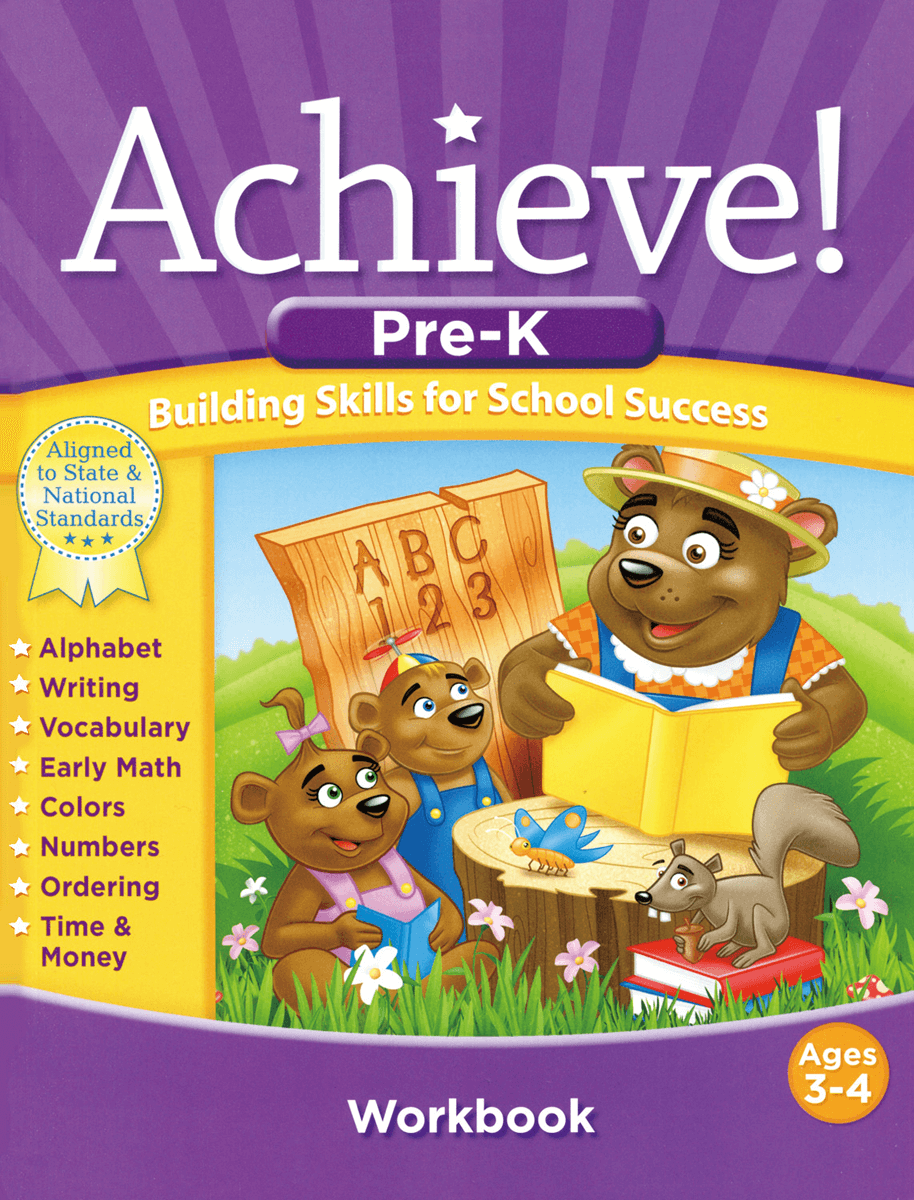 Achieve!
Pre-K
Building Skills for School Success
Aligned
to State &
National
Standards
Alphabet
Writing
Vocabulary
Early Math
Colors
Numbers
Ordering
Time &
Money
A B C
1 2 3
Ages
3-4
Workbook